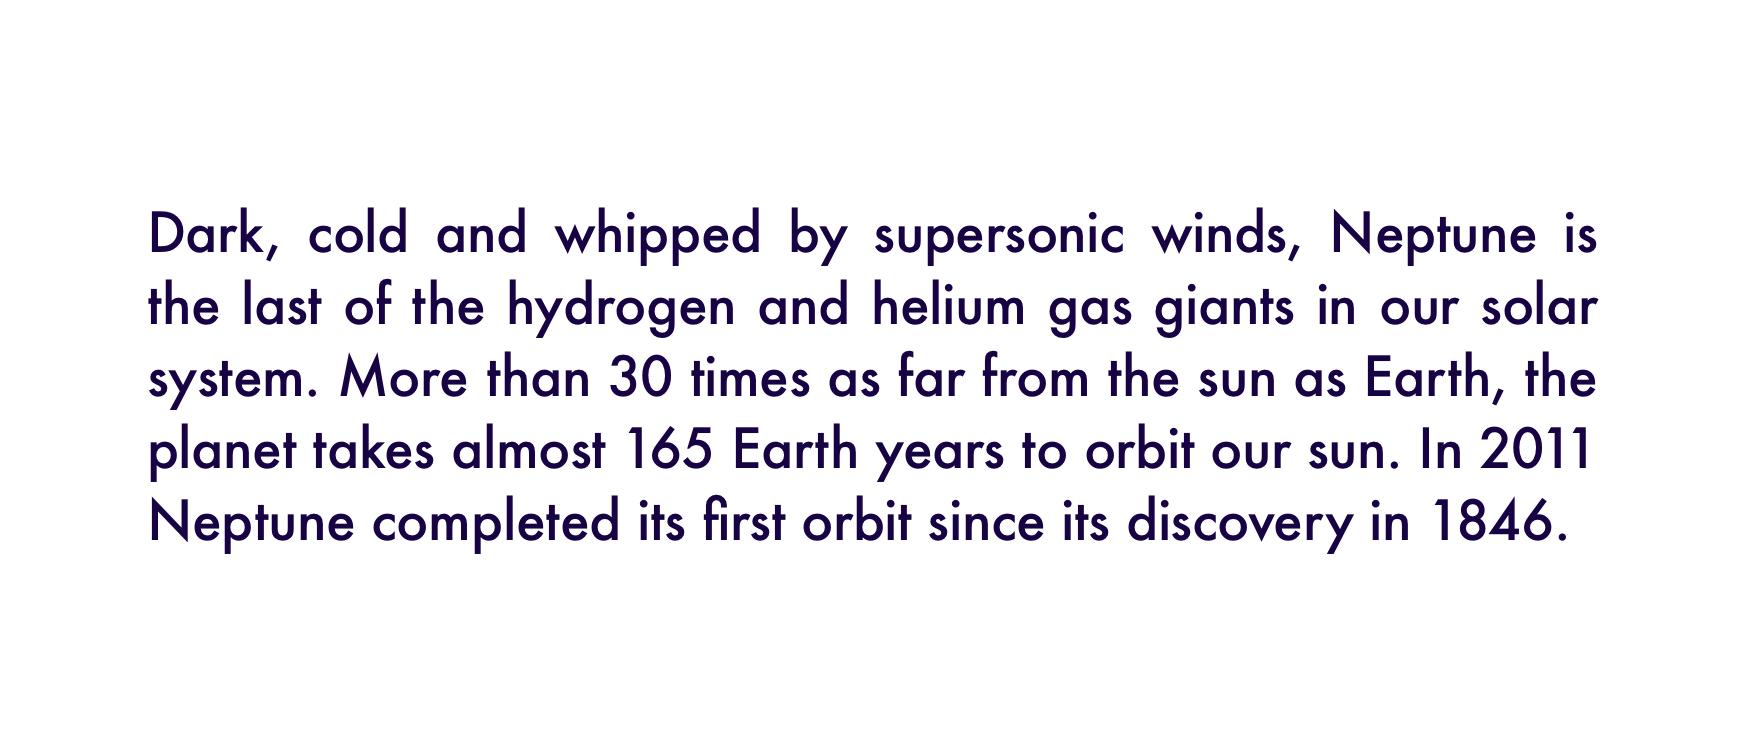 Dark, cold and whipped by supersonic winds, Neptune is
the last of the hydrogen and helium gas giants in our solar
system. More than 30 times as far from the sun as Earth, the
planet takes almost 165 Earth years to orbit our sun. In 2011
Neptune completed its first orbit since its discovery in 1846.